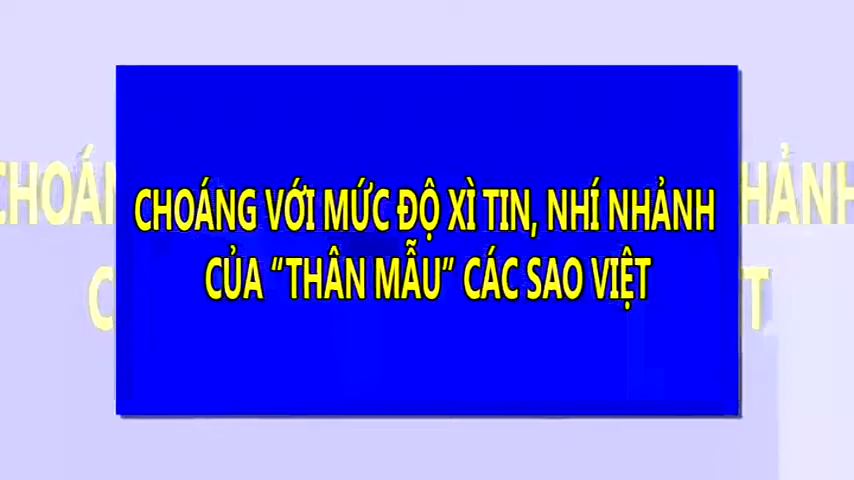 CHOÁNG VỚI MỨC ĐỘ XÌ TIN, NHÍ NHẢNH
CỦA “THÂN MẪU” CÁC SAO VIỆT